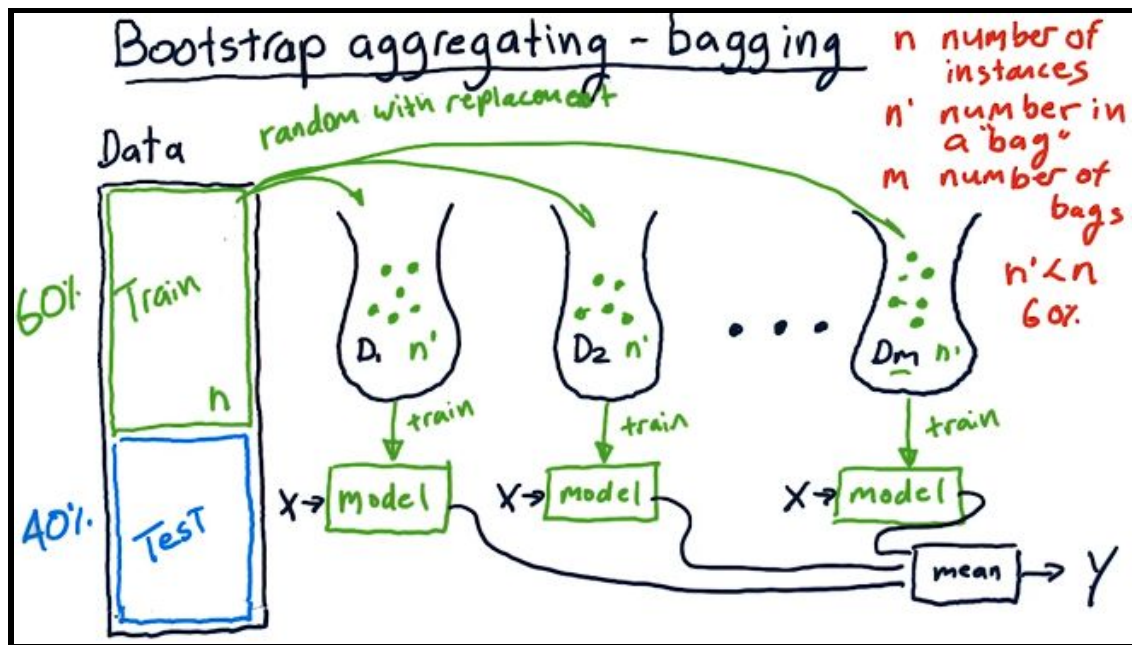 Bootstrap aggregating - bagging
n number of
instances
n' number in
a "bag"
m number of
bags
n' < n
60%
random with replacement
Data
60%
Train
n
40%
Test
D1 n'
D2 n'
• • •
Dm n'
train
train
train
X → model
X → model
X → model
mean → Y